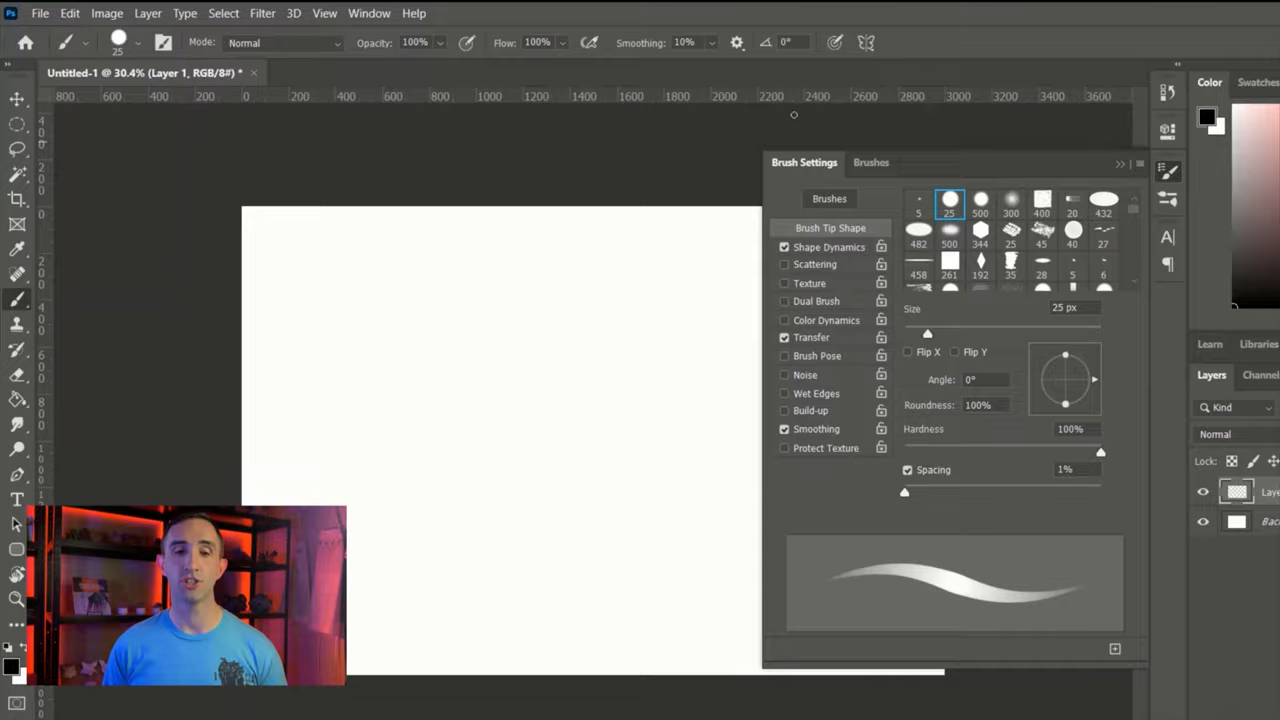 Ps File Edit Image Layer Type Select Filter 3D View Window Help
25 Mode: Normal Opacity: 100% Flow: 100% Smoothing: 10% 0°
Untitled-1 @ 30.4% (Layer 1, RGB/8#) *
Color Swatches
800 600 400 200 0 200 400 600 800 1000 1200 1400 1600 1800 2000 2200 2400 2600 2800 3000 3200 3400 3600
Brush Settings Brushes
Brushes
5 25 500 300 400 20 432
482 500 344 25 45 40 27
458 261 192 35 28 5 6
Brush Tip Shape
Shape Dynamics
Scattering
Texture
Dual Brush
Color Dynamics
Transfer
Brush Pose
Noise
Wet Edges
Build-up
Smoothing
Protect Texture
Size 25 px
Flip X Flip Y
Angle: 0°
Roundness: 100%
Hardness 100%
Spacing 1%
Learn Libraries
Layers Channel
Kind
Normal
Lock:
Laye
Bac